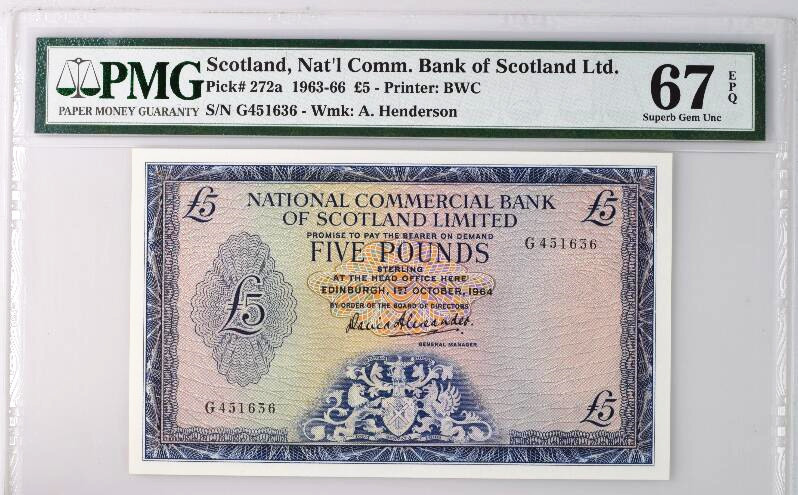 PMG
PAPER MONEY GUARANTY
Scotland, Nat'l Comm. Bank of Scotland Ltd.
Pick# 272a 1963-66 £5 - Printer: BWC
S/N G451636 - Wmk: A. Henderson
67 EPQ
Superb Gem Unc
£5
£5
NATIONAL COMMERCIAL BANK
OF SCOTLAND LIMITED
PROMISE TO PAY THE BEARER ON DEMAND
FIVE POUNDS
G451636
STERLING
AT THE HEAD OFFICE HERE
EDINBURGH, 1ST OCTOBER, 1964
BY ORDER OF THE BOARD OF DIRECTORS
£5
David Alexander.
GENERAL MANAGER
G451636
£5